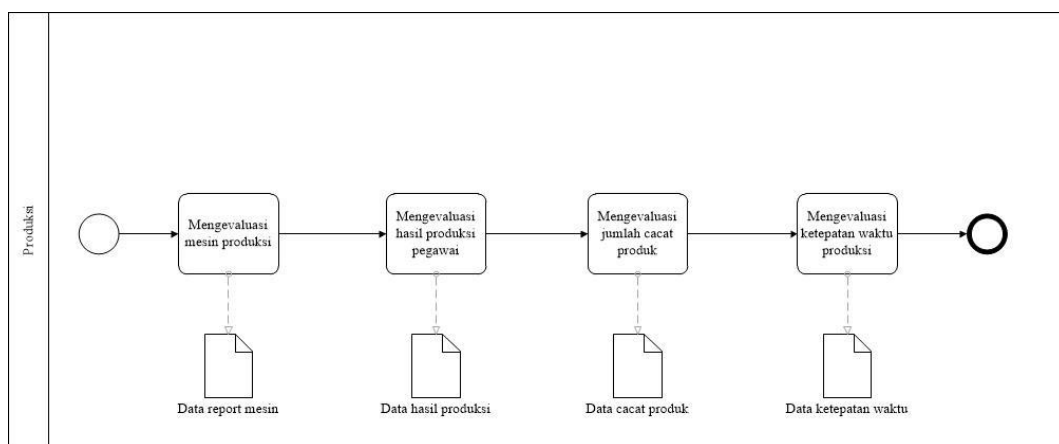 Produksi
Mengevaluasi
mesin produksi
Mengevaluasi
hasil produksi
pegawai
Mengevaluasi
jumlah cacat
produk
Mengevaluasi
ketepatan waktu
produksi
Data report mesin
Data hasil produksi
Data cacat produk
Data ketepatan waktu